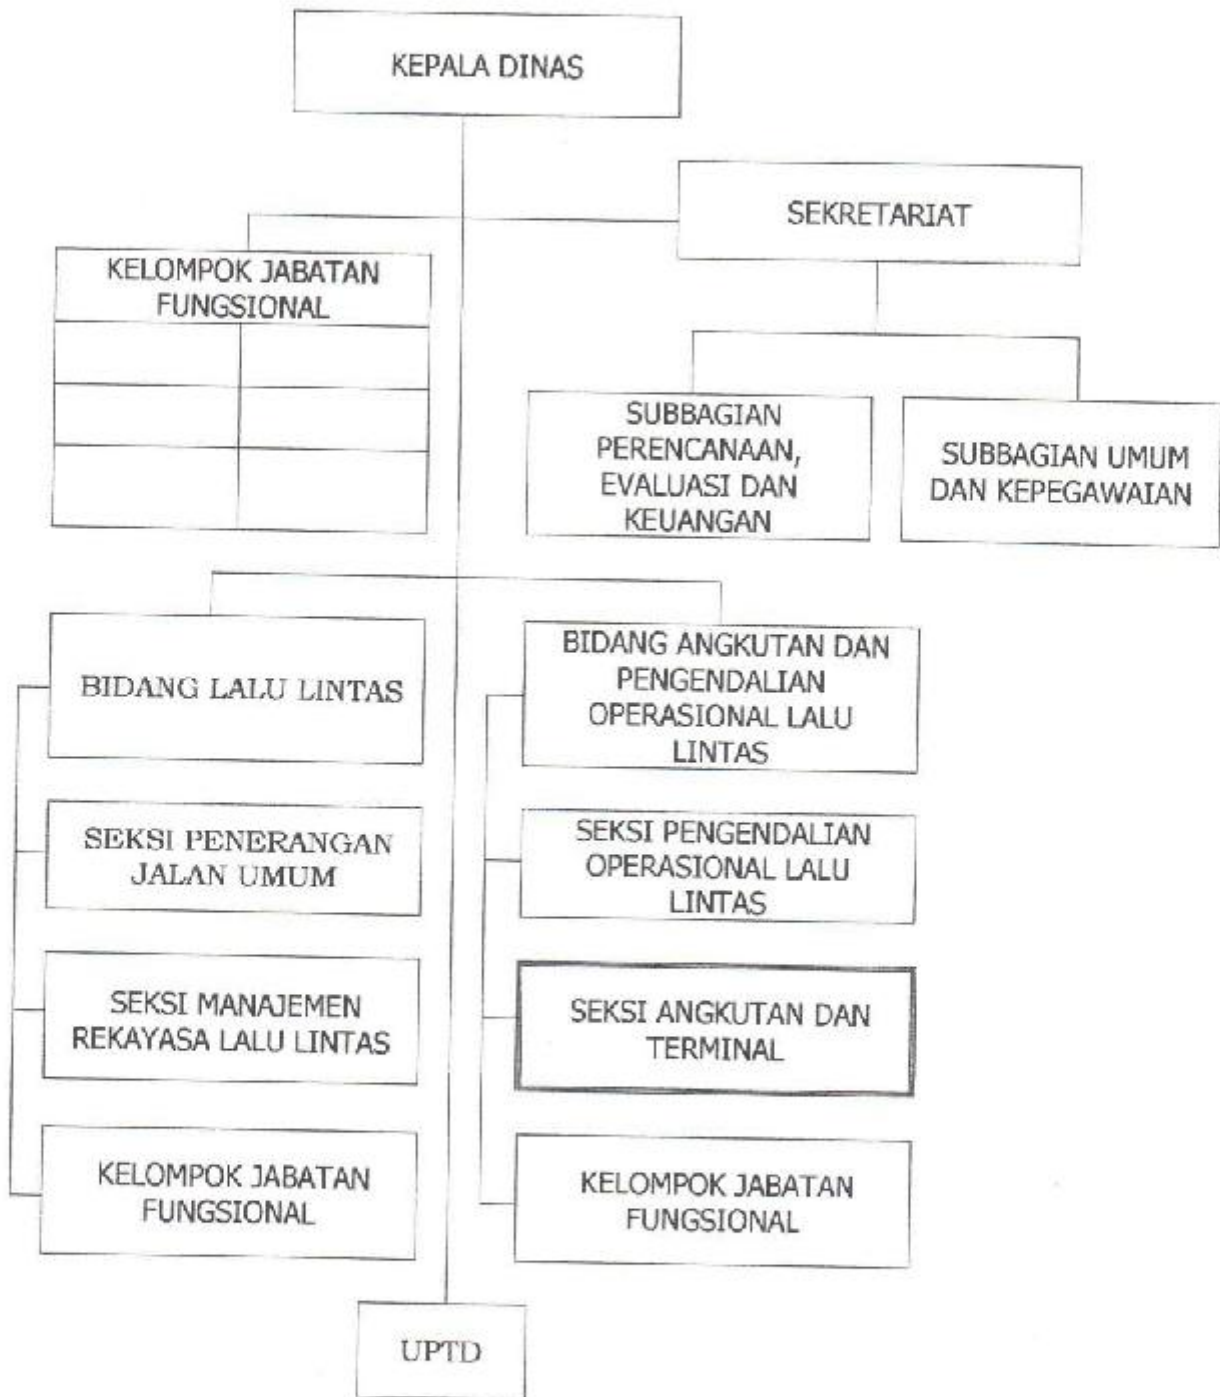 KEPALA DINAS
SEKRETARIAT
KELOMPOK JABATAN
FUNGSIONAL
SUBBAGIAN
PERENCANAAN,
EVALUASI DAN
KEUANGAN
SUBBAGIAN UMUM
DAN KEPEGAWAIAN
BIDANG LALU LINTAS
BIDANG ANGKUTAN DAN
PENGENDALIAN
OPERASIONAL LALU
LINTAS
SEKSI PENERANGAN
JALAN UMUM
SEKSI PENGENDALIAN
OPERASIONAL LALU
LINTAS
SEKSI MANAJEMEN
REKAYASA LALU LINTAS
SEKSI ANGKUTAN DAN
TERMINAL
KELOMPOK JABATAN
FUNGSIONAL
KELOMPOK JABATAN
FUNGSIONAL
UPTD